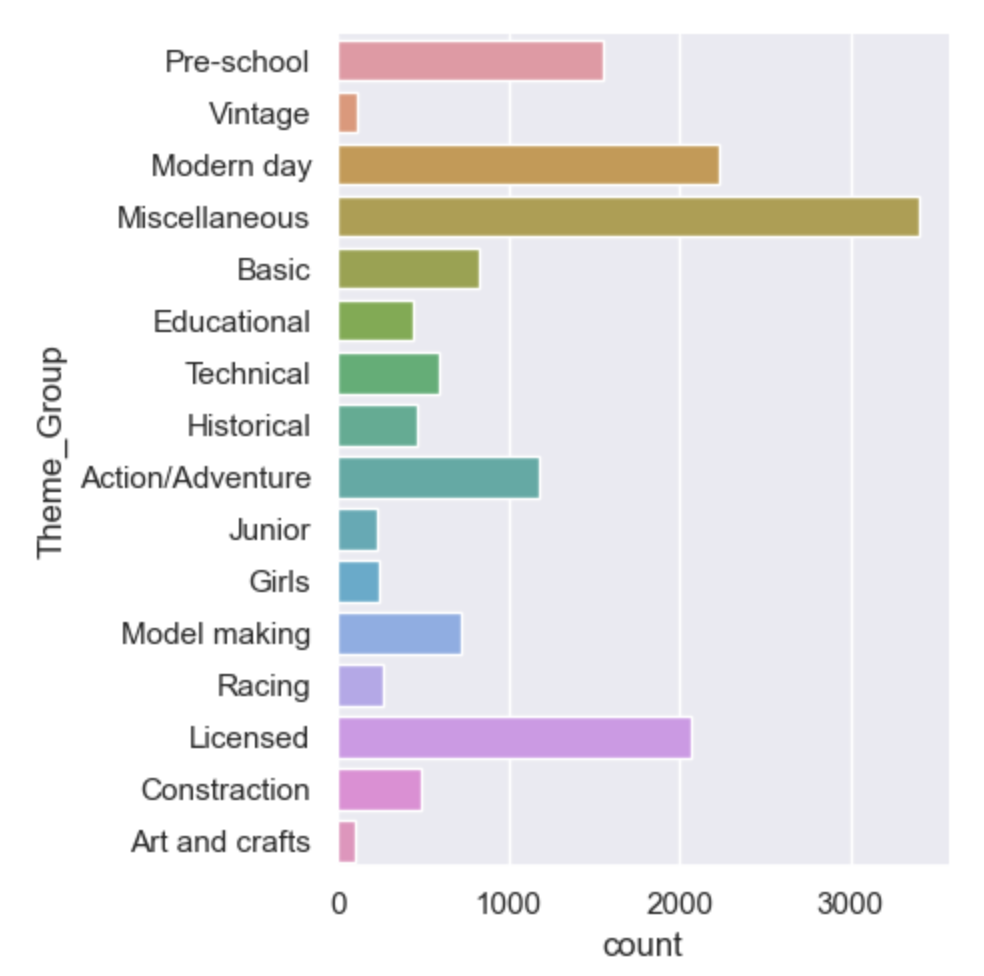 Pre-school
Vintage
Modern day
Miscellaneous
Basic
Educational
Technical
Historical
Action/Adventure
Junior
Girls
Model making
Racing
Licensed
Constraction
Art and crafts
Theme_Group
0 1000 2000 3000
count